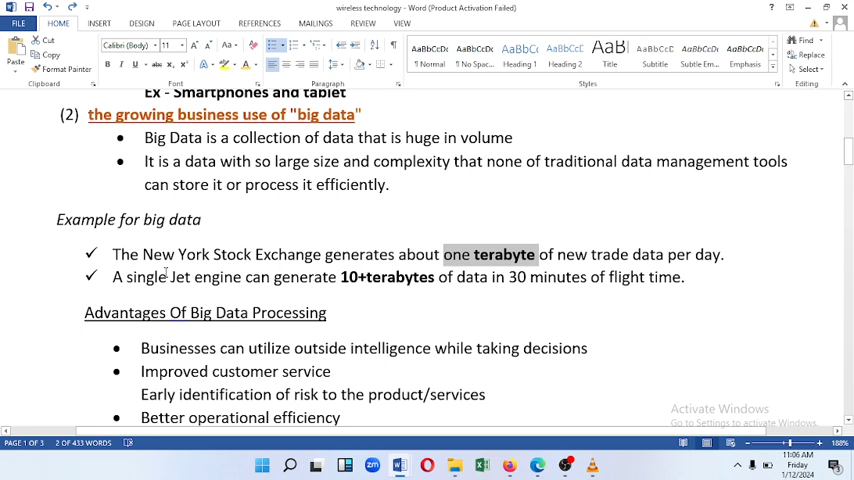 wireless technology - Word (Product Activation Failed)
FILE HOME INSERT DESIGN PAGE LAYOUT REFERENCES MAILINGS REVIEW VIEW
Paste
Cut
Copy
Format Painter
Clipboard
Calibri (Body) 11
Font
Paragraph
AaBbCcDc AaBbCcDc AaBbCc AaBbCcC AaB AaBbCcD AaBbCcDc AaBbCcDc
¶ Normal ¶ No Spac... Heading 1 Heading 2 Title Subtitle Subtle Em... Emphasis
Styles
Find
Replace
Select
Editing
Ex - Smartphones and tablet
(2) the growing business use of "big data"
• Big Data is a collection of data that is huge in volume
• It is a data with so large size and complexity that none of traditional data management tools
can store it or process it efficiently.
Example for big data
✓ The New York Stock Exchange generates about one terabyte of new trade data per day.
✓ A single Jet engine can generate 10+terabytes of data in 30 minutes of flight time.
Advantages Of Big Data Processing
• Businesses can utilize outside intelligence while taking decisions
• Improved customer service
Early identification of risk to the product/services
• Better operational efficiency
Activate Windows
Go to Settings to activate Windows.
PAGE 1 OF 3 2 OF 433 WORDS 188%
11:06 AM
Friday
1/12/2024